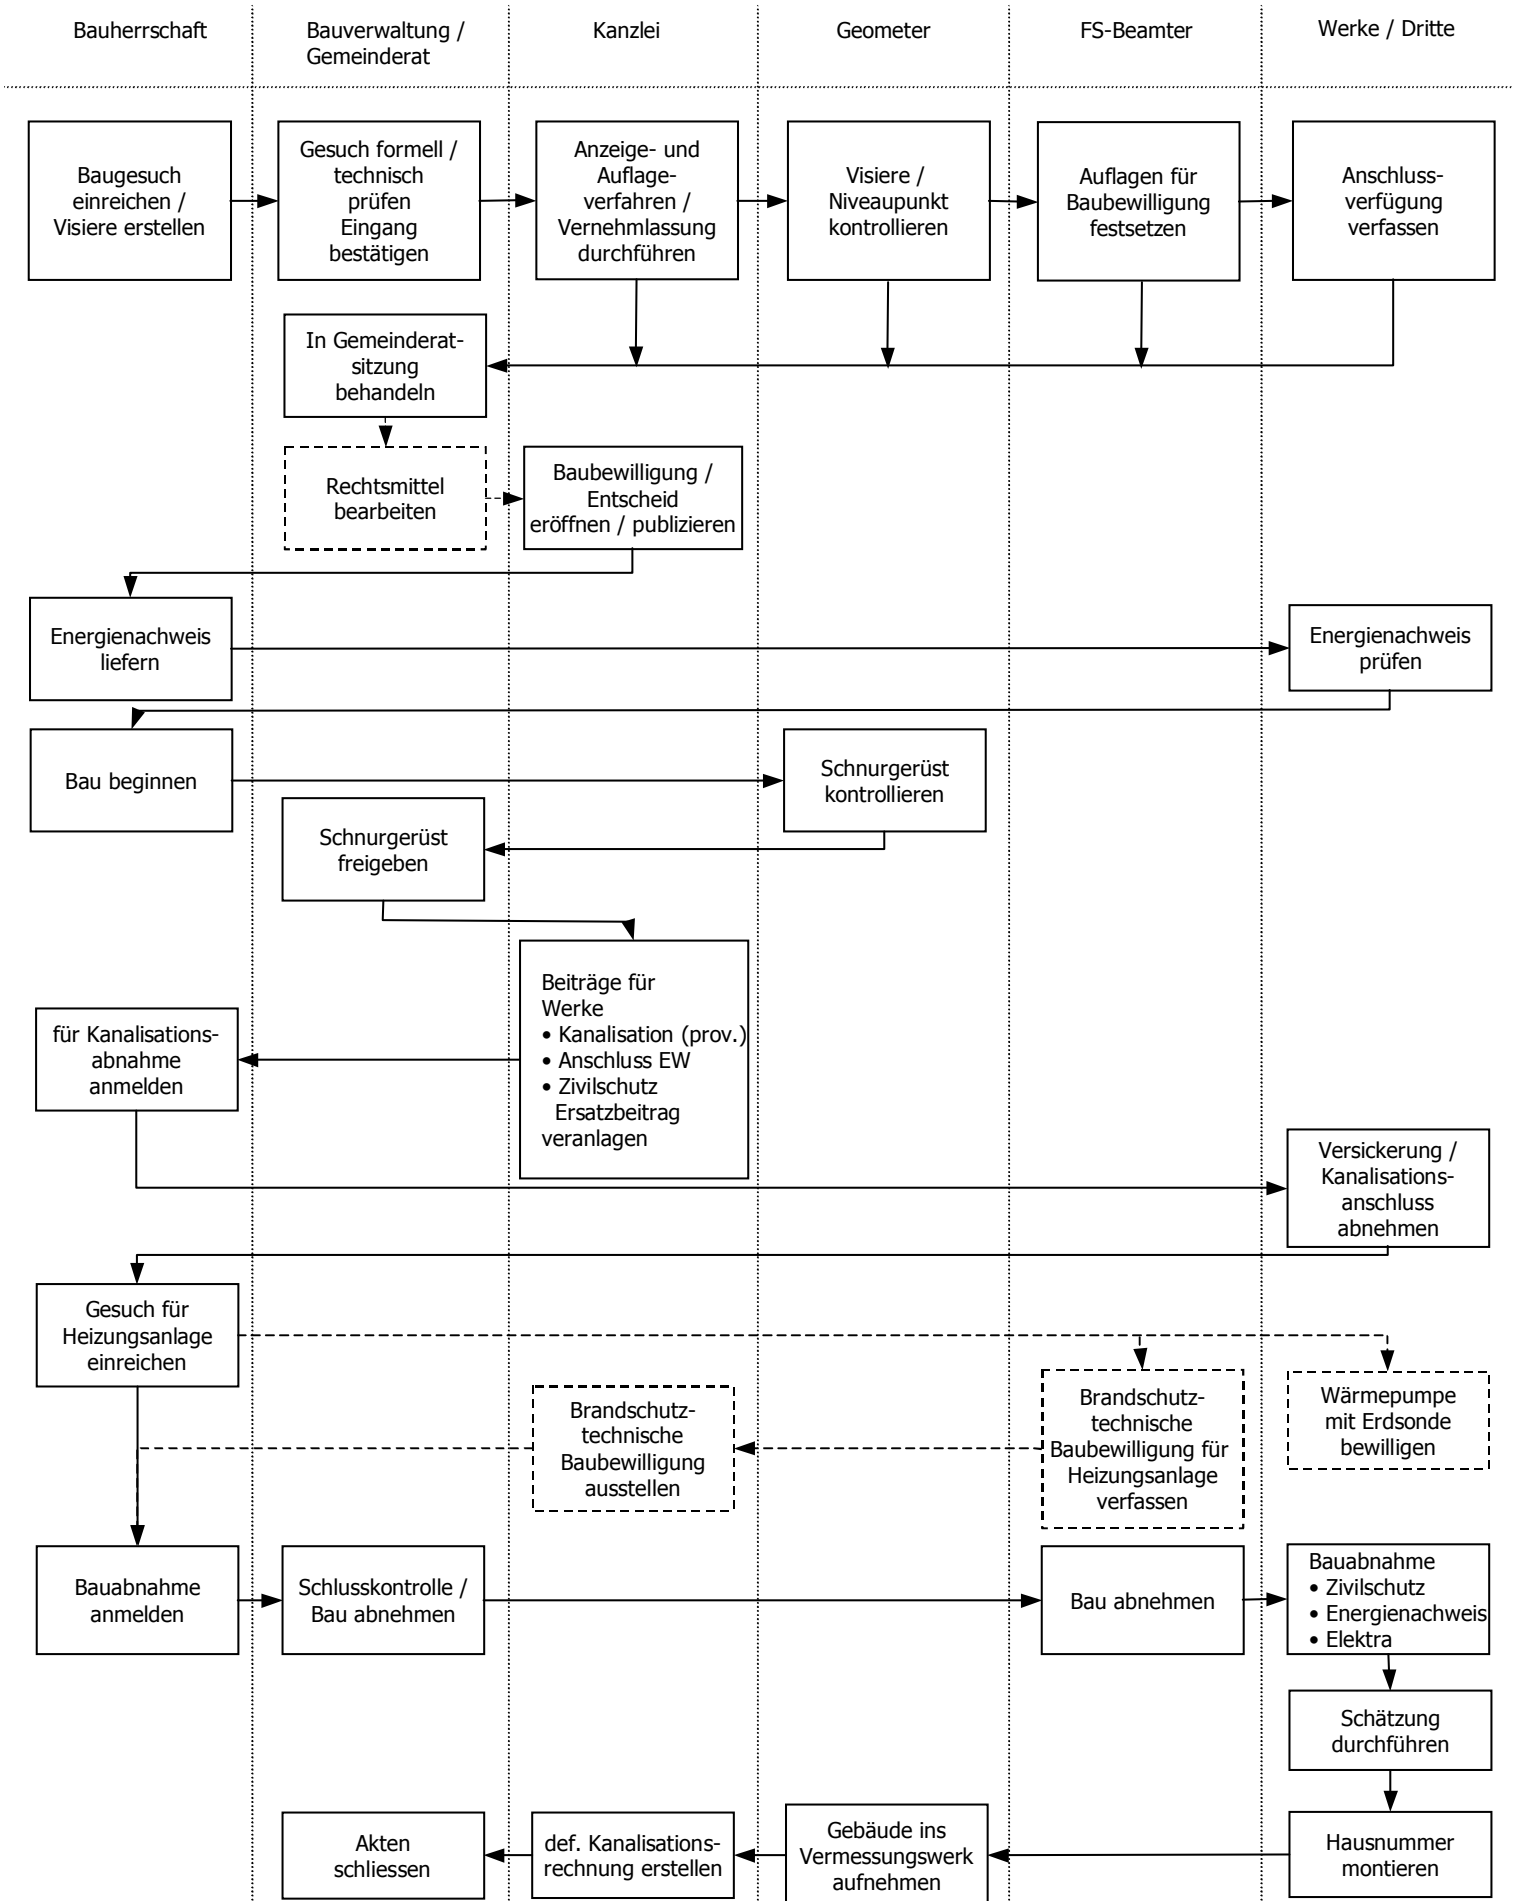 Bauherrschaft
Bauverwaltung /
Gemeinderat
Kanzlei
Geometer
FS-Beamter
Werke / Dritte
Baugesuch
einreichen /
Visiere erstellen
Gesuch formell /
technisch
prüfen
Eingang
bestätigen
Anzeige- und
Auflage-
verfahren /
Vernehmlassung
durchführen
Visiere /
Niveaupunkt
kontrollieren
Auflagen für
Baubewilligung
festsetzen
Anschluss-
verfügung
verfassen
In Gemeinderat-
sitzung
behandeln
Rechtsmittel
bearbeiten
Baubewilligung /
Entscheid
eröffnen / publizieren
Energienachweis
liefern
Energienachweis
prüfen
Bau beginnen
Schnurgerüst
kontrollieren
Schnurgerüst
freigeben
Beiträge für
Werke
• Kanalisation (prov.)
• Anschluss EW
• Zivilschutz
Ersatzbeitrag
veranlagen
für Kanalisations-
abnahme
anmelden
Versickerung /
Kanalisations-
anschluss
abnehmen
Gesuch für
Heizungsanlage
einreichen
Brandschutz-
technische
Baubewilligung
ausstellen
Brandschutz-
technische
Baubewilligung für
Heizungsanlage
verfassen
Wärmepumpe
mit Erdsonde
bewilligen
Bauabnahme
anmelden
Schlusskontrolle /
Bau abnehmen
Bau abnehmen
Bauabnahme
• Zivilschutz
• Energienachweis
• Elektra
Schätzung
durchführen
Akten
schliessen
def. Kanalisations-
rechnung erstellen
Gebäude ins
Vermessungswerk
aufnehmen
Hausnummer
montieren